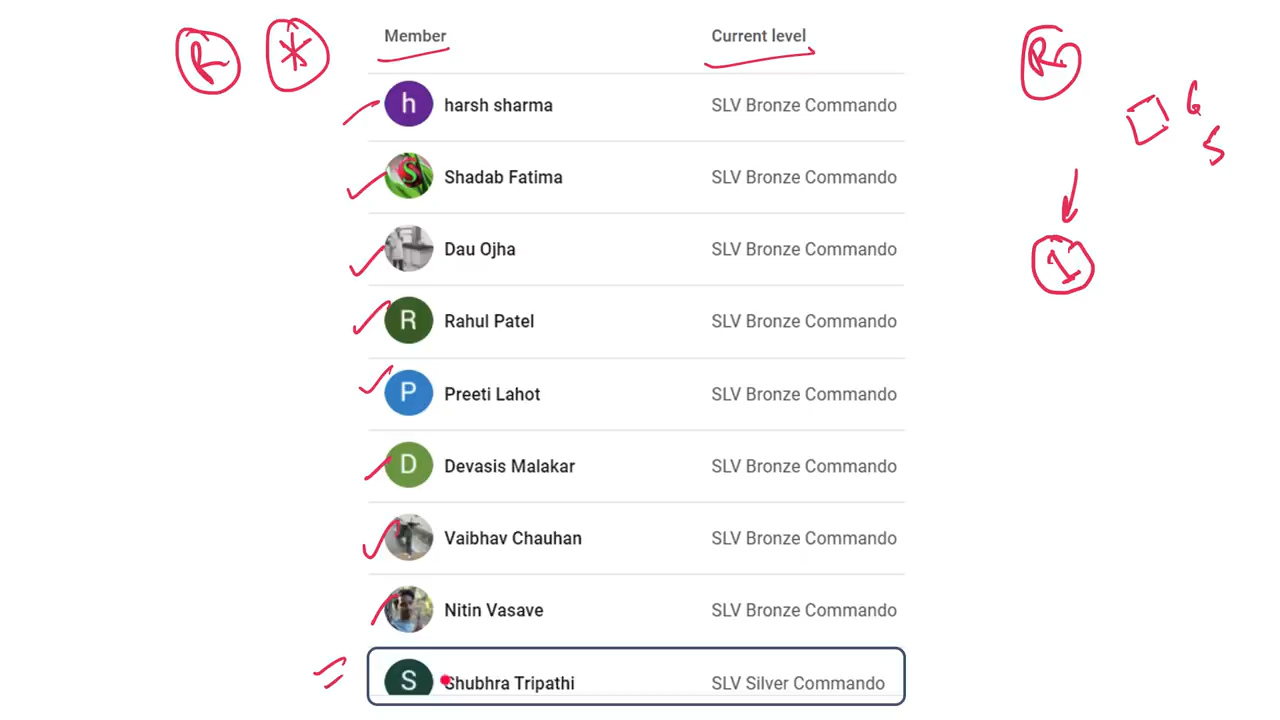 R * Member Current level R
h harsh sharma SLV Bronze Commando
G
S
S Shadab Fatima SLV Bronze Commando
Dau Ojha SLV Bronze Commando
1
R Rahul Patel SLV Bronze Commando
P Preeti Lahot SLV Bronze Commando
D Devasis Malakar SLV Bronze Commando
Vaibhav Chauhan SLV Bronze Commando
Nitin Vasave SLV Bronze Commando
S Shubhra Tripathi SLV Silver Commando